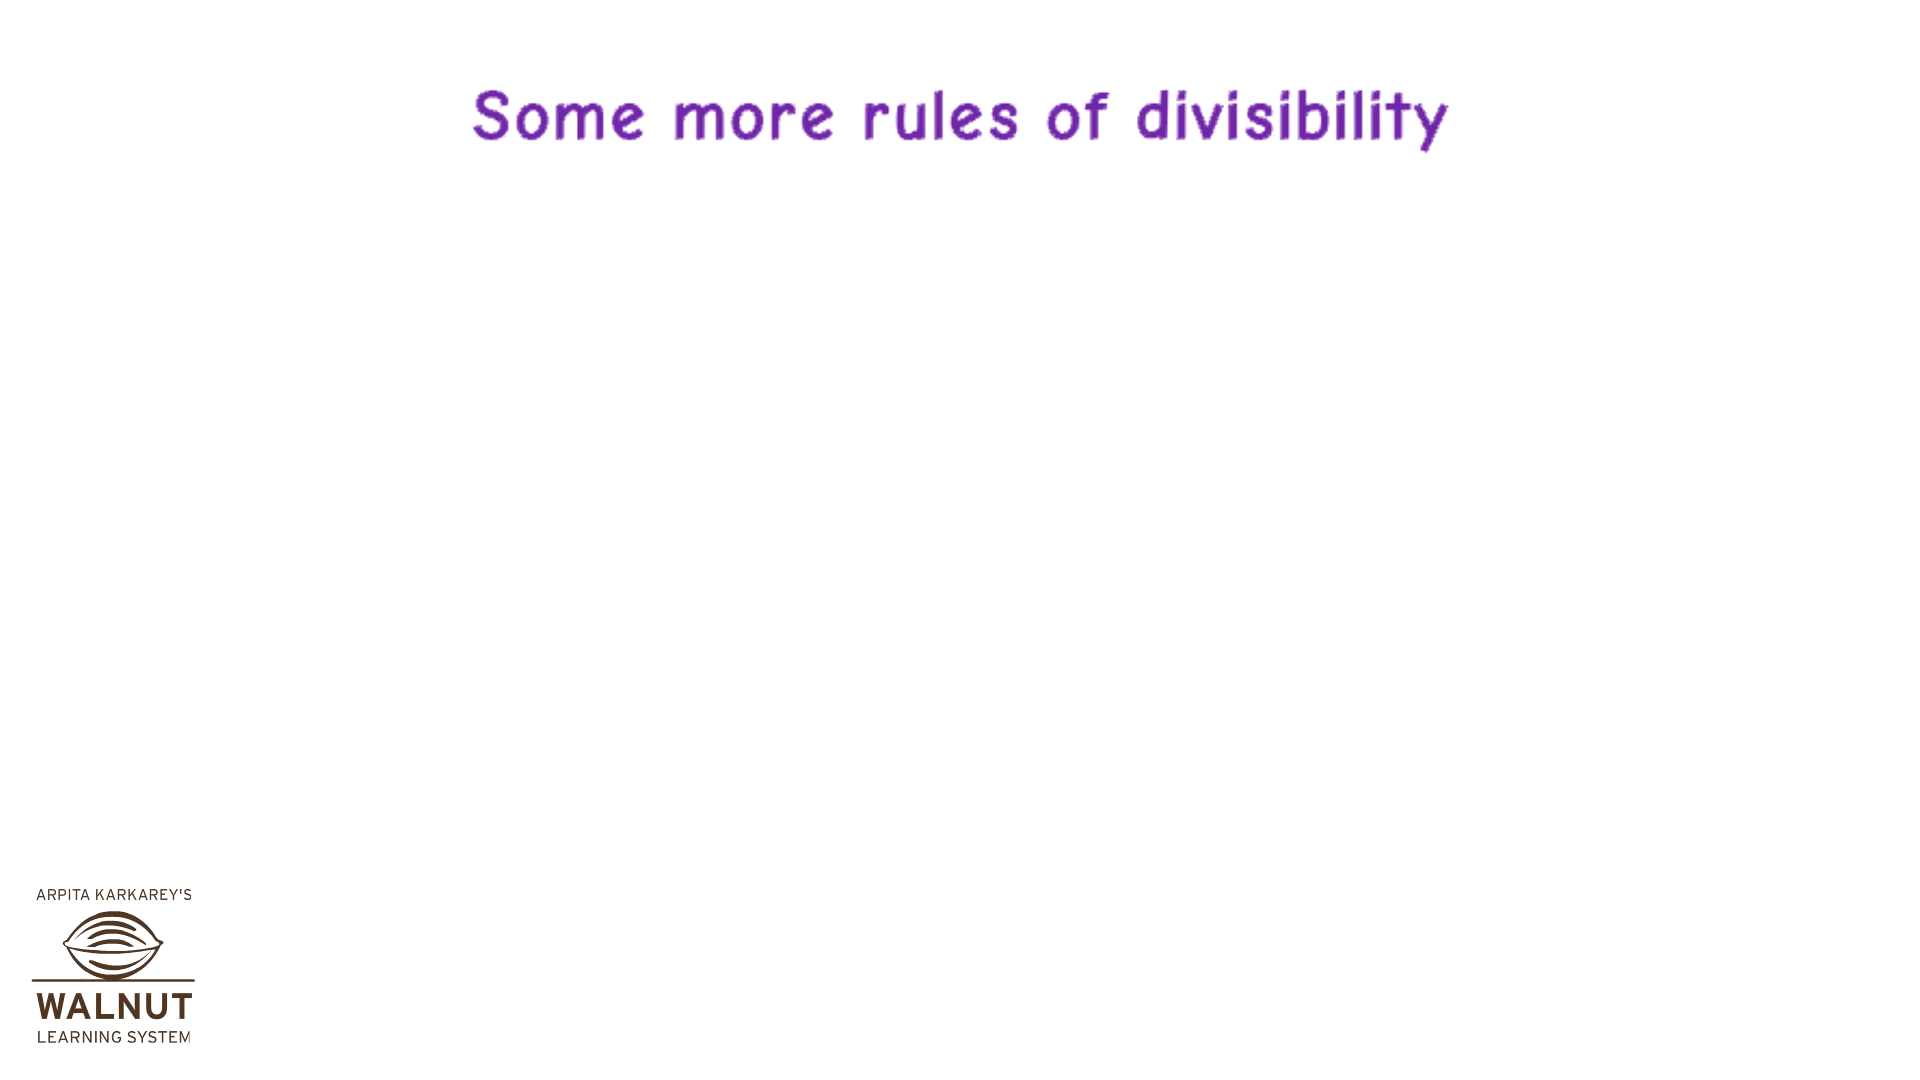 Some more rules of divisibility
ARPITA KARKAREY'S
WALNUT
LEARNING SYSTEM